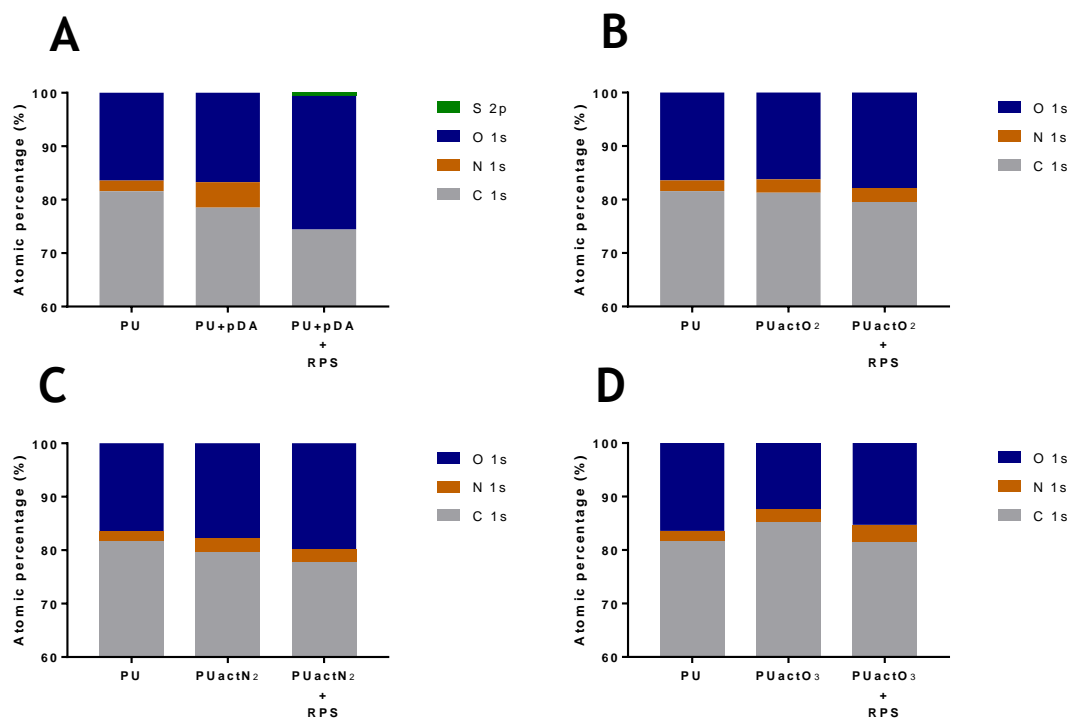 A
Atomic percentage (%)
100
90
80
70
60
PU
PU+pDA
PU+pDA
+
RPS
S 2p
O 1s
N 1s
C 1s
B
Atomic percentage (%)
100
90
80
70
60
PU
PUactO2
PUactO2
+
RPS
O 1s
N 1s
C 1s
C
Atomic percentage (%)
100
90
80
70
60
PU
PUactN2
PUactN2
+
RPS
O 1s
N 1s
C 1s
D
Atomic percentage (%)
100
90
80
70
60
PU
PUactO3
PUactO3
+
RPS
O 1s
N 1s
C 1s